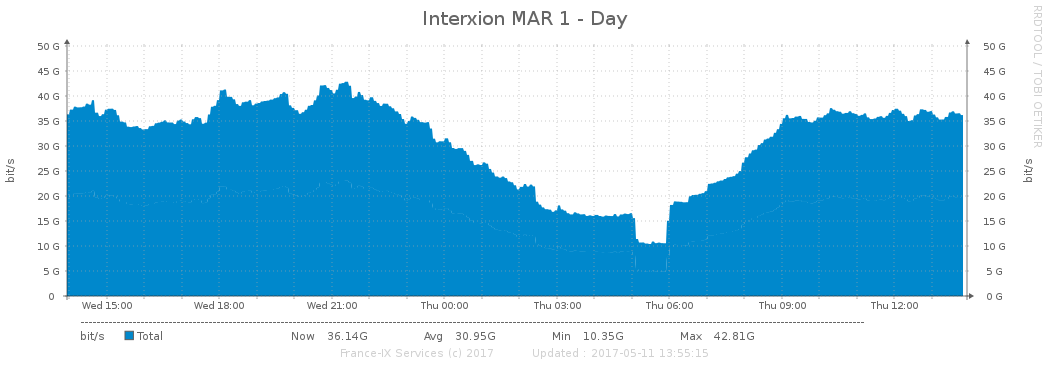 Interxion MAR 1 - Day
RRDTOOL / TOBI OETIKER
50 G 50 G
45 G 45 G
40 G 40 G
35 G 35 G
30 G 30 G
25 G 25 G
20 G 20 G
15 G 15 G
10 G 10 G
5 G 5 G
0 0 G
bit/s bit/s
Wed 15:00 Wed 18:00 Wed 21:00 Thu 00:00 Thu 03:00 Thu 06:00 Thu 09:00 Thu 12:00
bit/s Total Now 36.14G Avg 30.95G Min 10.35G Max 42.81G
France-IX Services (c) 2017 Updated : 2017-05-11 13:55:15